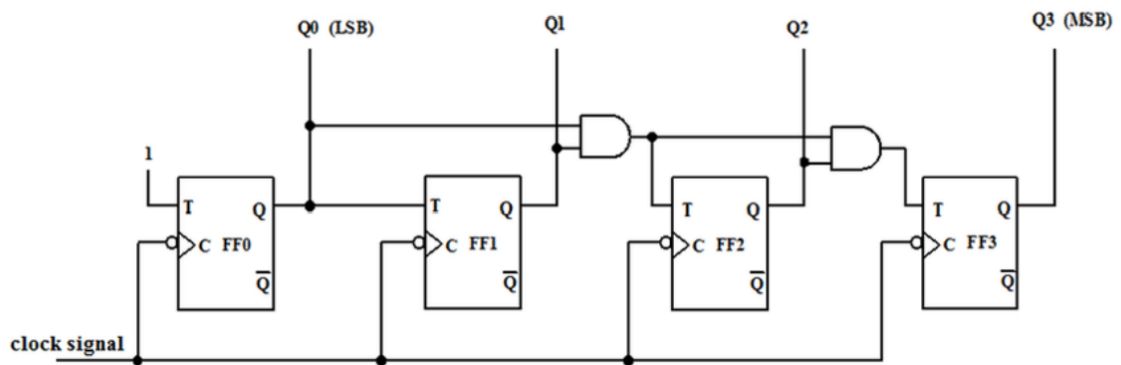 Q0 (LSB) Q1 Q2 Q3 (MSB)
1
T Q T Q T Q T Q
C FF0 C FF1 C FF2 C FF3
Q Q Q Q
clock signal